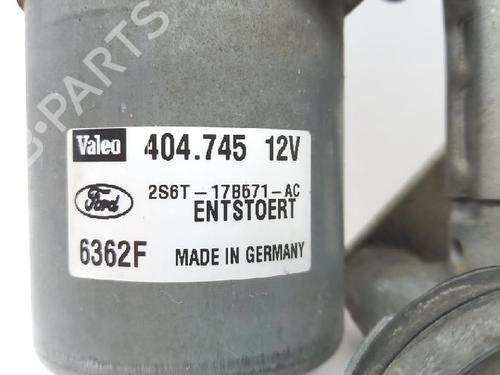 B-PARTS
Valeo 404.745 12V
Ford 2S6T-17B571-AC
ENTSTOERT
6362F MADE IN GERMANY